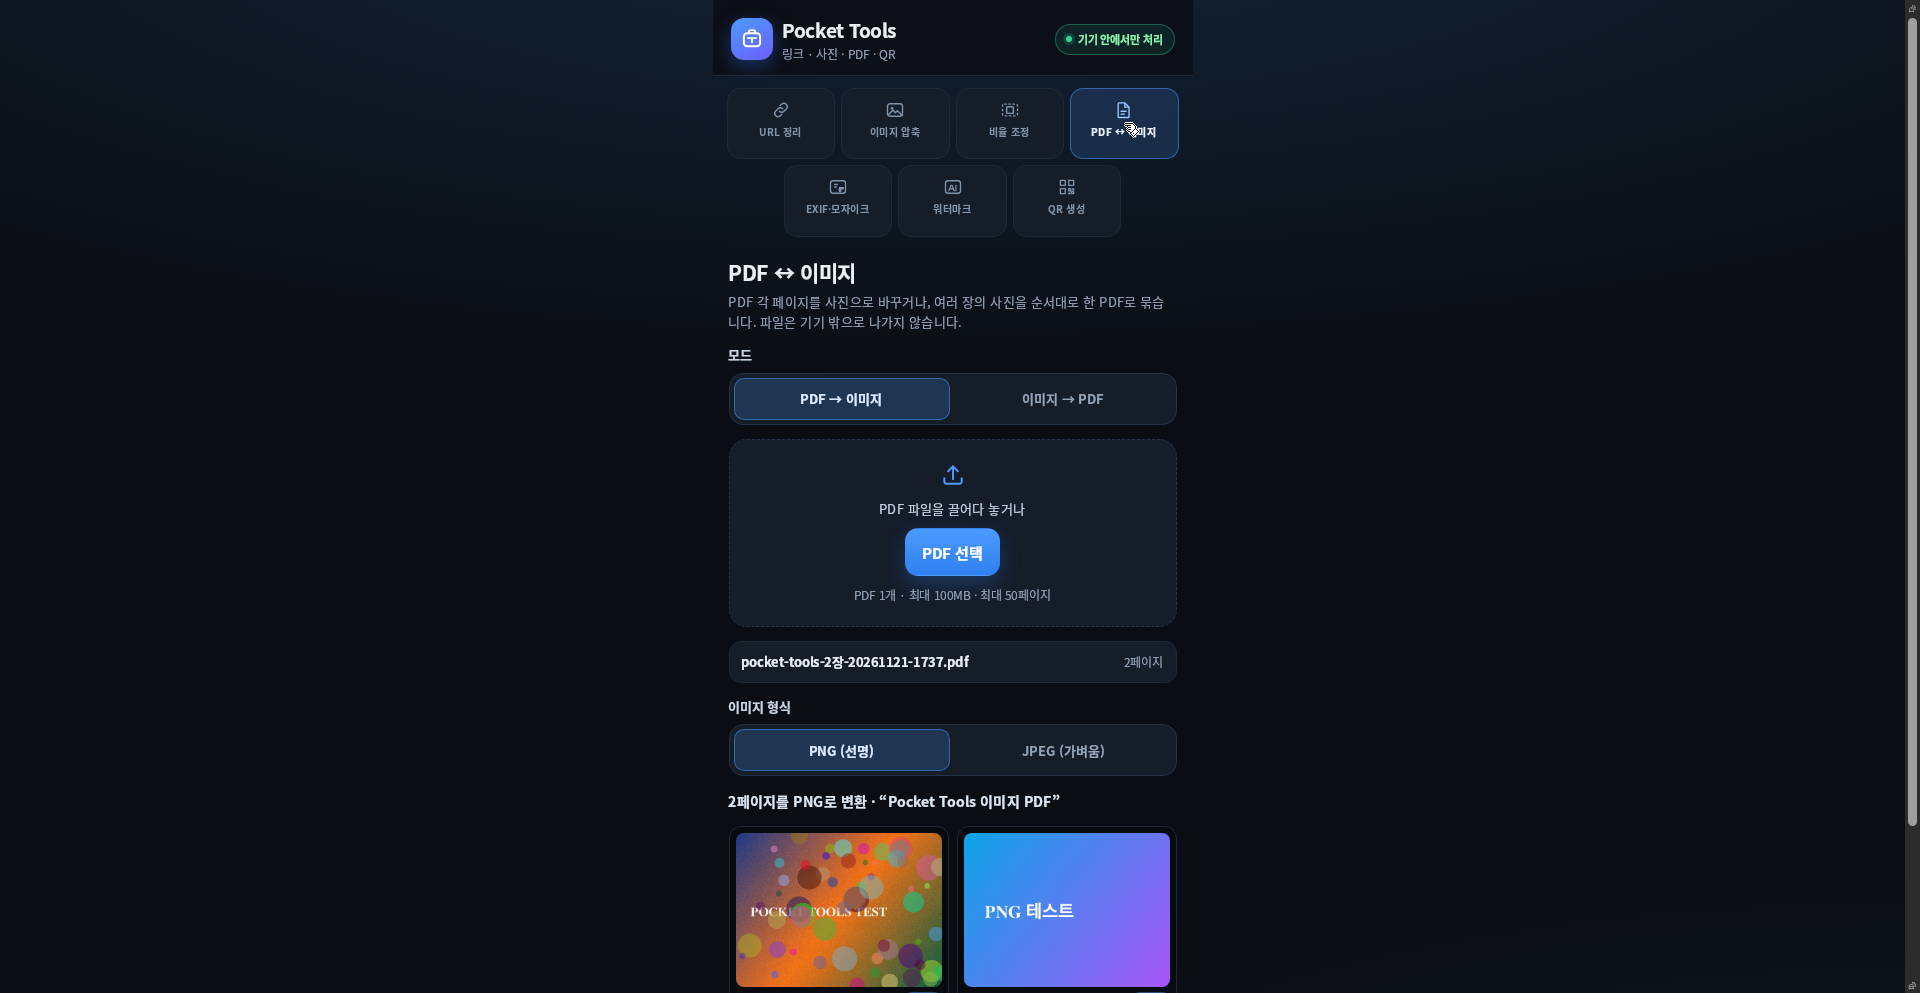 Pocket Tools
링크 · 사진 · PDF · QR
기기 안에서만 처리
URL 정리
이미지 압축
비율 조정
PDF ↔ 이미지
EXIF·모자이크
AI
워터마크
QR 생성
PDF ↔ 이미지
PDF 각 페이지를 사진으로 바꾸거나, 여러 장의 사진을 순서대로 한 PDF로 묶습
니다. 파일은 기기 밖으로 나가지 않습니다.
모드
PDF → 이미지
이미지 → PDF
PDF 파일을 끌어다 놓거나
PDF 선택
PDF 1개 · 최대 100MB · 최대 50페이지
pocket-tools-2장-20261121-1737.pdf
2페이지
이미지 형식
PNG (선명)
JPEG (가벼움)
2페이지를 PNG로 변환 · “Pocket Tools 이미지 PDF”
POCKET TOOLS TEST
PNG 테스트